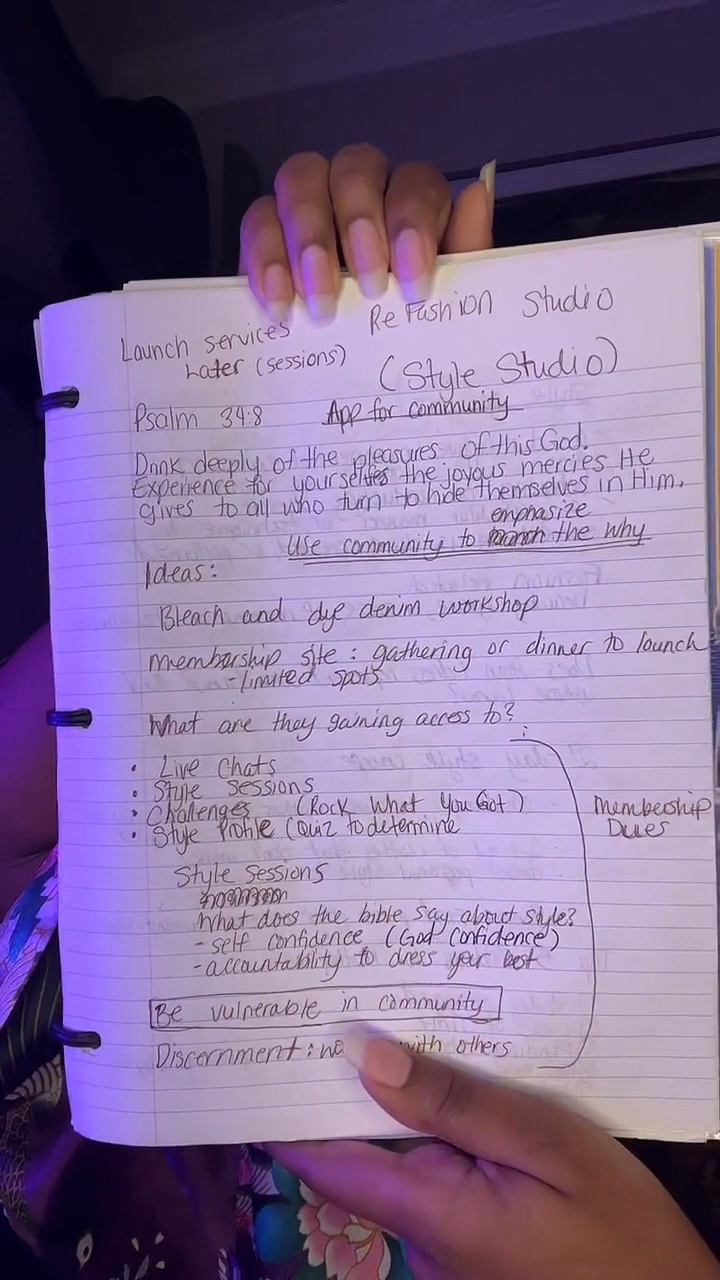 Launch services
Later (sessions)
Re Fashion Studio
(Style Studio)
Psalm 34:8
App for community
Drink deeply of the pleasures of this God.
Experience for yourselves the joyous mercies He
gives to all who turn to hide themselves in Him.
emphasize
Use community to the why
Ideas:
Bleach and dye denim workshop
membership site: gathering or dinner to launch
-limited spots
What are they gaining access to?
• Live Chats
• Style Sessions
• Challenges (Rock What You Got)
• Style Profile (Quiz to determine
membership
Dues
Style Sessions
What does the bible say about style?
- self confidence (God Confidence)
- accountability to dress your best
Be vulnerable in community
Discernment: with others